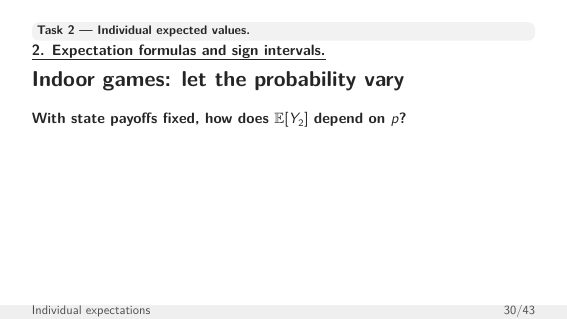 Task 2 — Individual expected values.
2. Expectation formulas and sign intervals.
Indoor games: let the probability vary
With state payoffs fixed, how does 𝔼[Y₂] depend on p?
Individual expectations 30/43